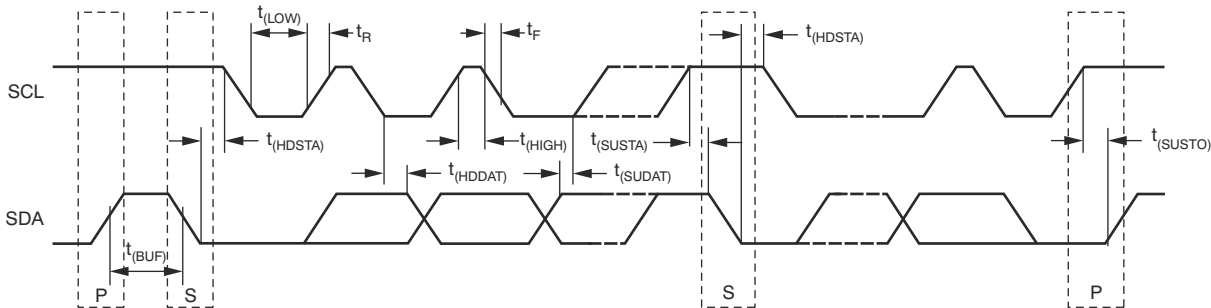 t(LOW)
tR
tF
t(HDSTA)
SCL
t(HDSTA)
t(HIGH)
t(SUSTA)
t(SUSTO)
t(HDDAT)
t(SUDAT)
SDA
t(BUF)
P
S
S
P